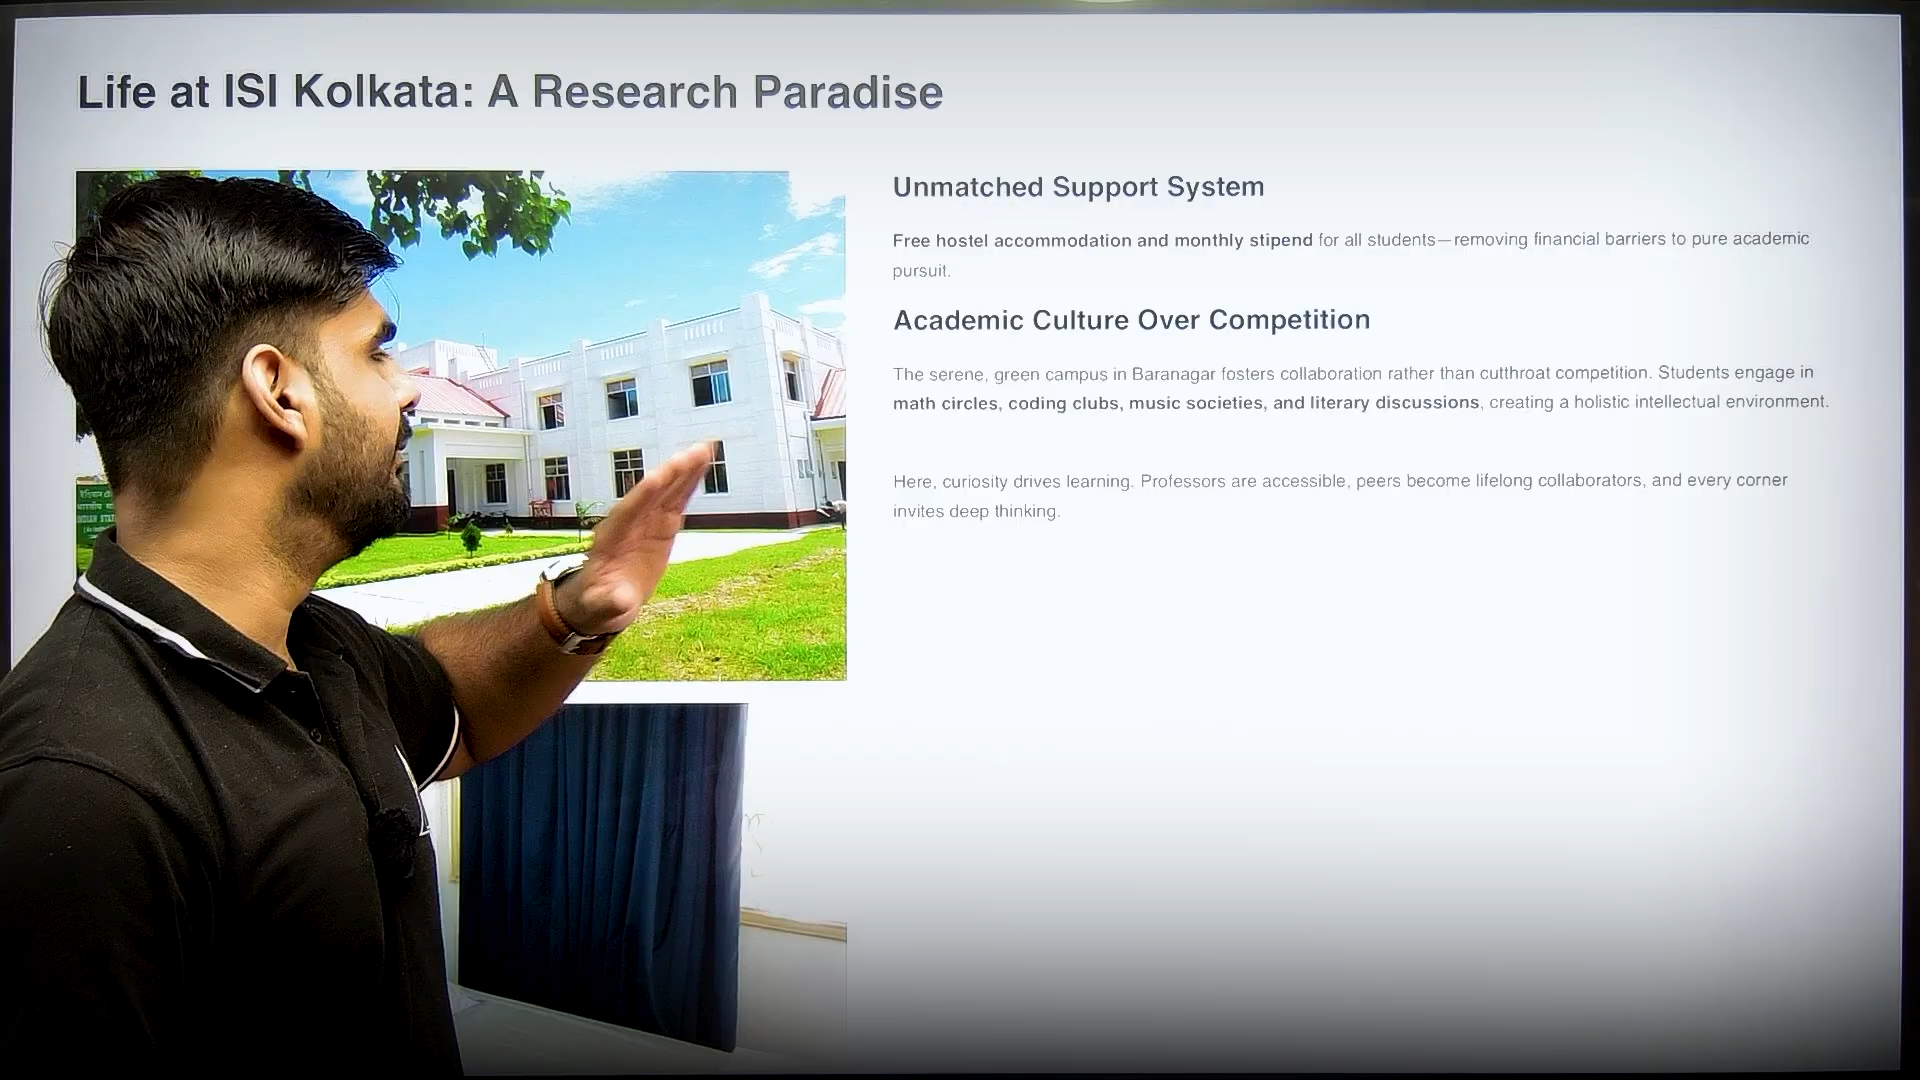 Life at ISI Kolkata: A Research Paradise
Unmatched Support System
Free hostel accommodation and monthly stipend for all students—removing financial barriers to pure academic
pursuit.
Academic Culture Over Competition
The serene, green campus in Baranagar fosters collaboration rather than cutthroat competition. Students engage in
math circles, coding clubs, music societies, and literary discussions, creating a holistic intellectual environment.
Here, curiosity drives learning. Professors are accessible, peers become lifelong collaborators, and every corner
invites deep thinking.
INDIAN STAT